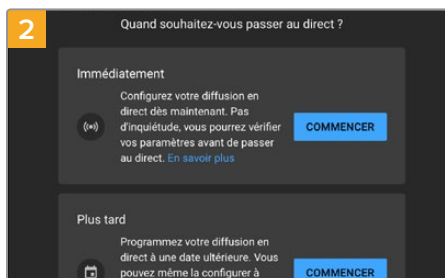 2
Quand souhaitez-vous passer au direct ?
Immédiatement
Configurez votre diffusion en
direct dès maintenant. Pas
d'inquiétude, vous pourrez vérifier
vos paramètres avant de passer
au direct. En savoir plus
COMMENCER
Plus tard
Programmez votre diffusion en
direct à une date ultérieure. Vous
pouvez même la configurer à
COMMENCER